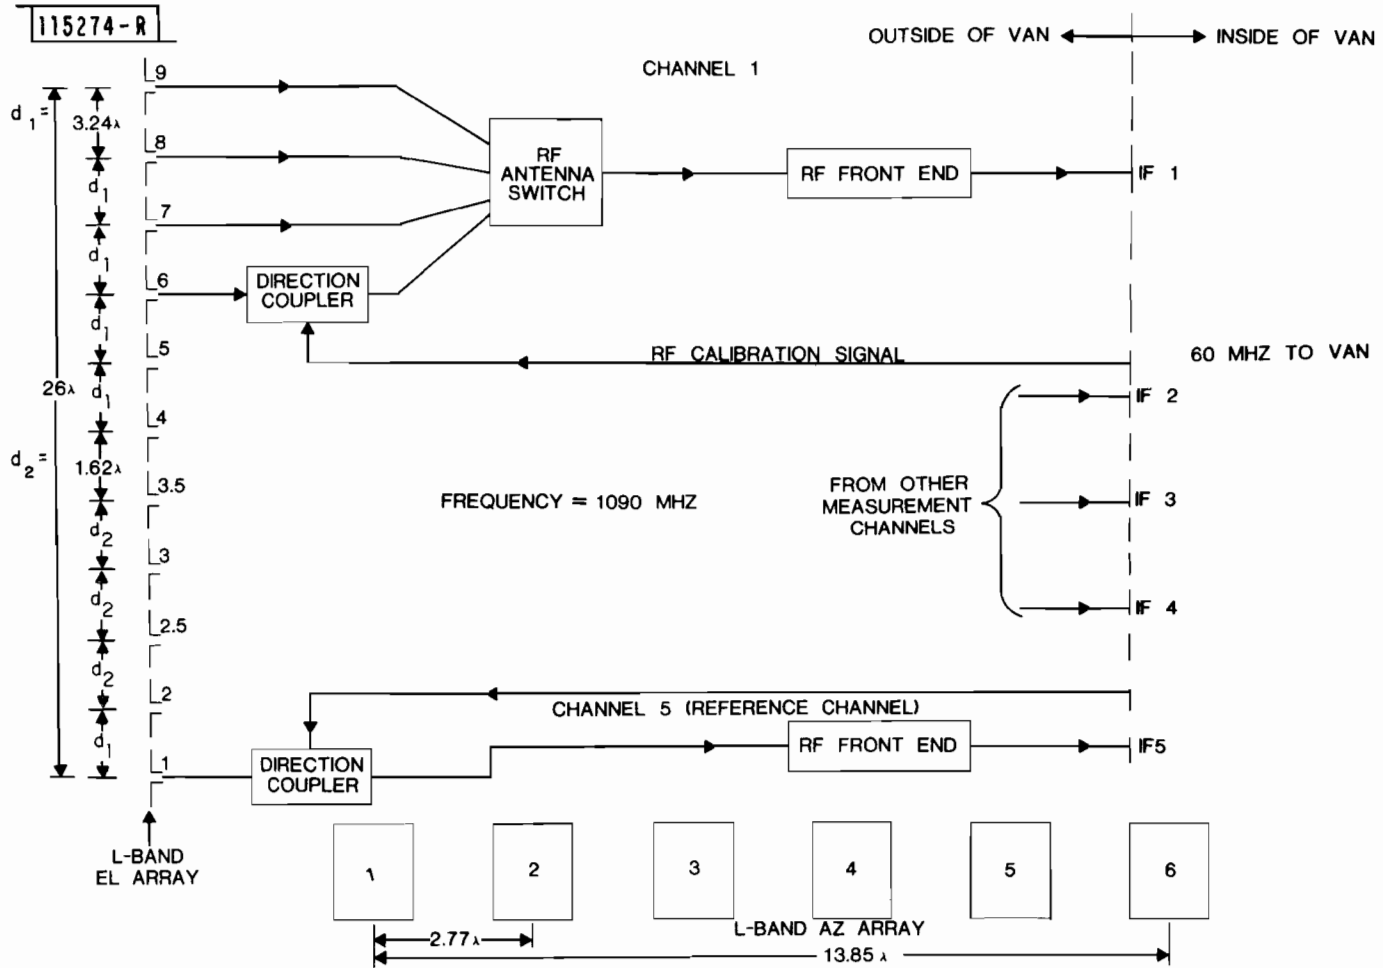 115274-R
OUTSIDE OF VAN
INSIDE OF VAN
CHANNEL 1
9
d1 =
3.24λ
8
RF
ANTENNA
SWITCH
RF FRONT END
IF 1
d1
7
d1
6
DIRECTION
COUPLER
d1
5
RF CALIBRATION SIGNAL
60 MHZ TO VAN
26λ
d1
IF 2
4
d2 =
1.62λ
3.5
FREQUENCY = 1090 MHZ
FROM OTHER
MEASUREMENT
CHANNELS
IF 3
d2
3
d2
IF 4
2.5
d2
2
CHANNEL 5 (REFERENCE CHANNEL)
d1
1
DIRECTION
COUPLER
RF FRONT END
IF5
L-BAND
EL ARRAY
1
2
3
4
5
6
L-BAND AZ ARRAY
2.77λ
13.85 λ